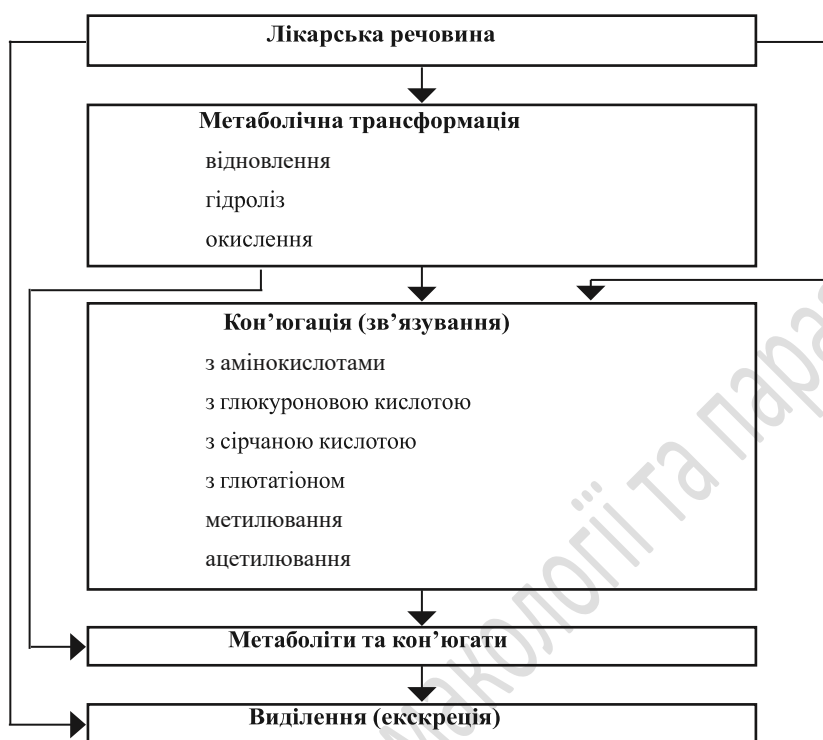 Лікарська речовина
Метаболічна трансформація
відновлення
гідроліз
окислення
Кон’югація (зв’язування)
з амінокислотами
з глюкуроновою кислотою
з сірчаною кислотою
з глютатіоном
метилювання
ацетилювання
Метаболіти та кон’югати
Виділення (екскреція)